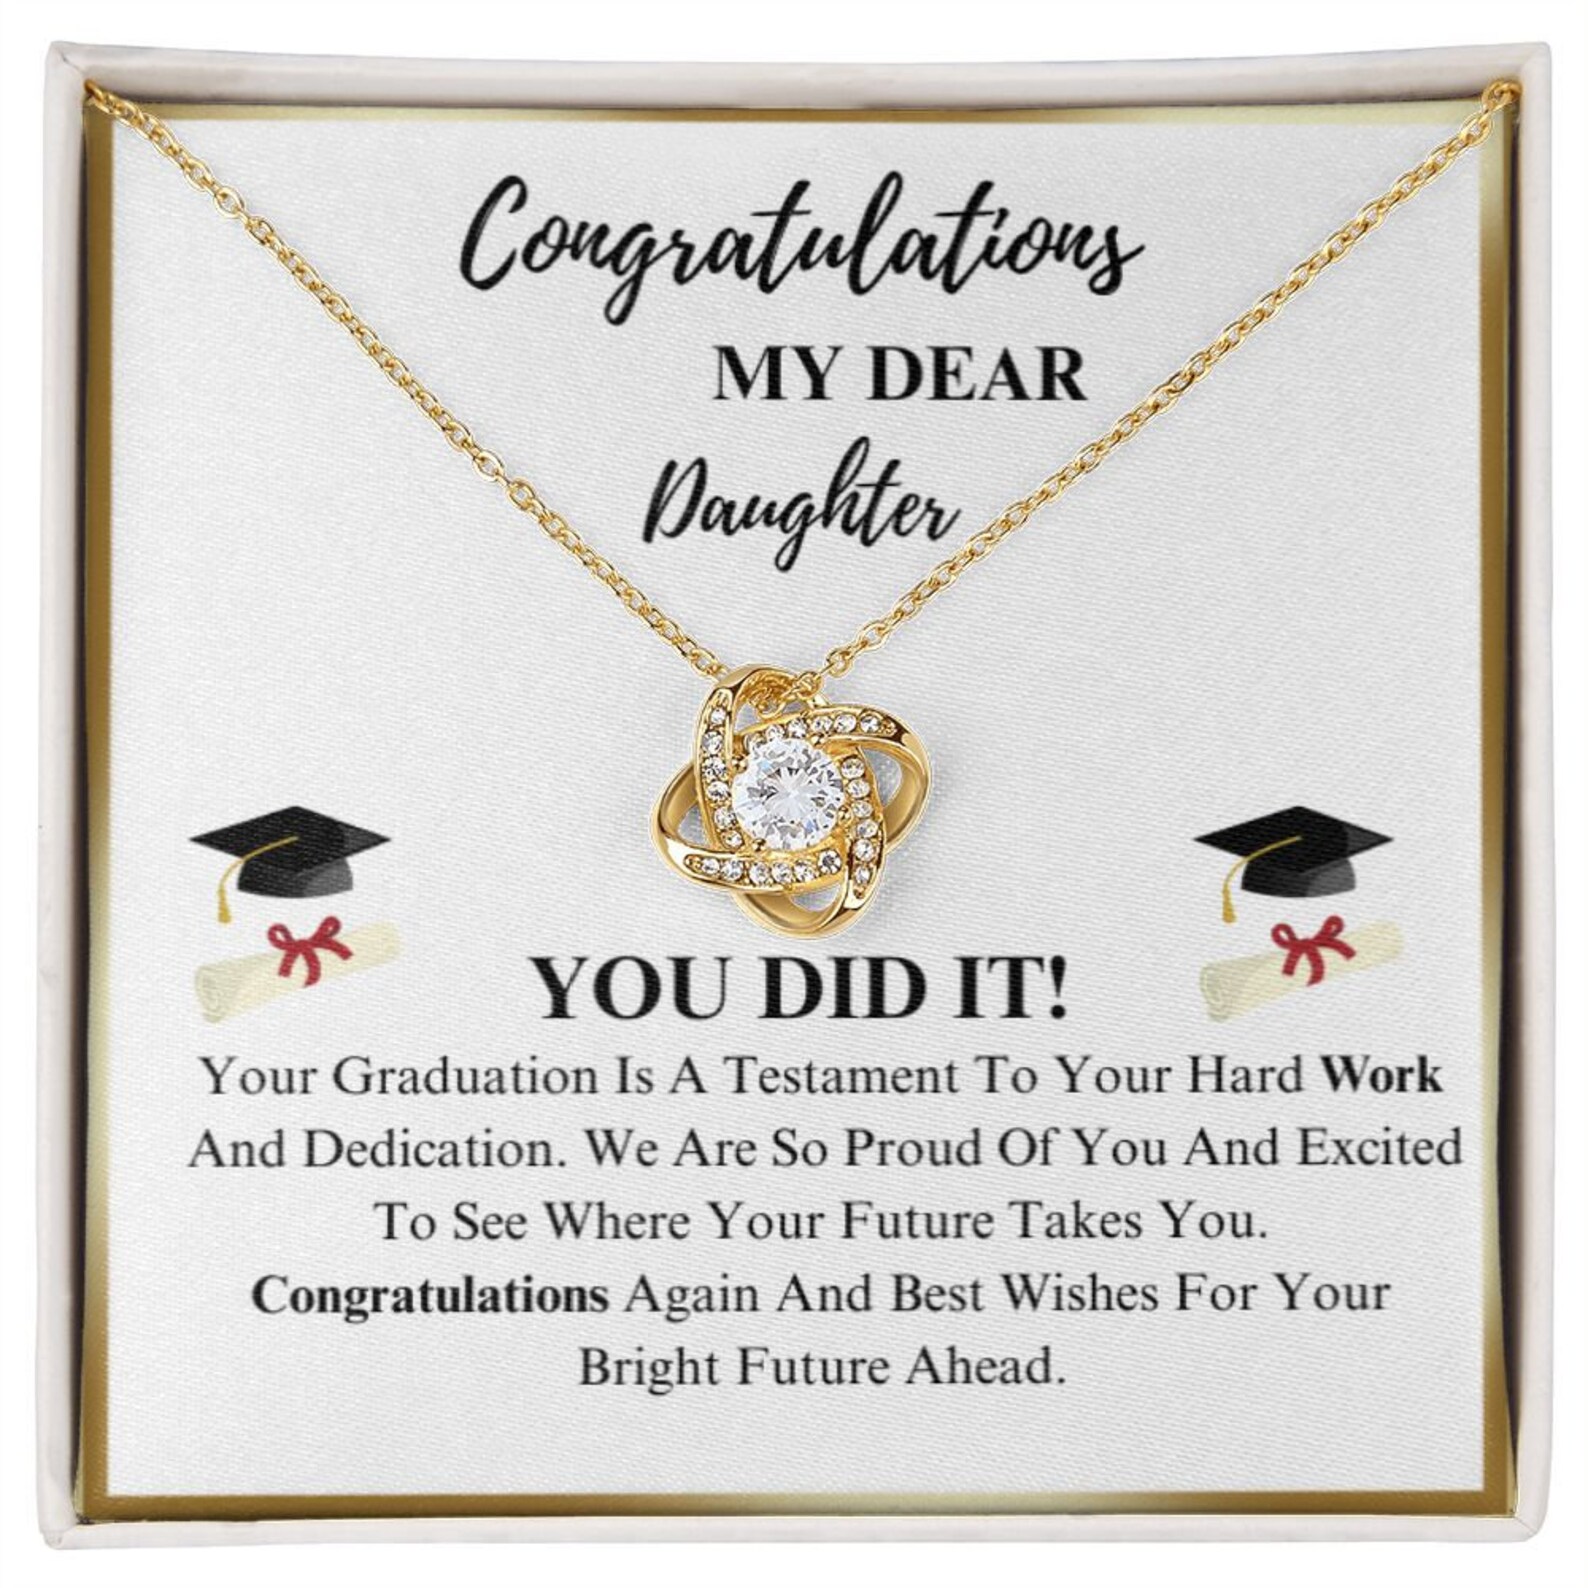 Congratulations
MY DEAR
Daughter
YOU DID IT!
Your Graduation Is A Testament To Your Hard Work
And Dedication. We Are So Proud Of You And Excited
To See Where Your Future Takes You.
Congratulations Again And Best Wishes For Your
Bright Future Ahead.